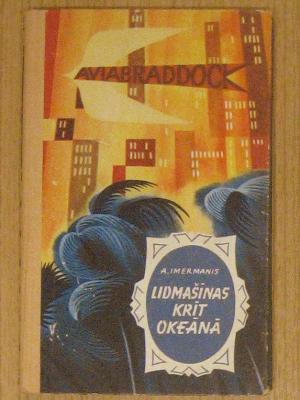 AVIABRADDOCK
A. IMERMANIS
LIDMAŠĪNAS
KRĪT
OKEĀNĀ